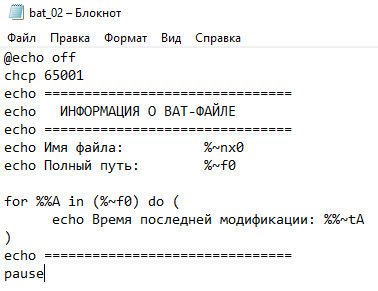 bat_02 – Блокнот
Файл Правка Формат Вид Справка
@echo off
chcp 65001
echo ===============================
echo   ИНФОРМАЦИЯ О BAT-ФАЙЛЕ
echo ===============================
echo Имя файла:          %~nx0
echo Полный путь:        %~f0

for %%A in (%~f0) do (
      echo Время последней модификации: %%~tA
)
echo ===============================
pause